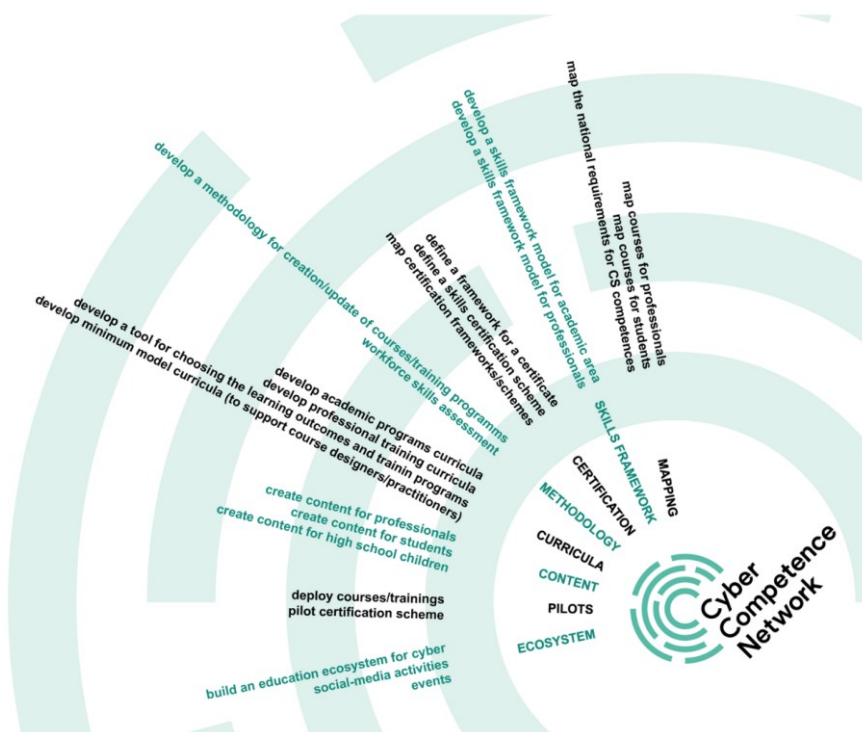 map the national requirements for CS competences
map courses for students
map courses for professionals
MAPPING
develop a skills framework model for academic area
develop a skills framework model for professionals
SKILLS FRAMEWORK
define a framework for a certificate
define a skills certification scheme
map certification frameworks/schemes
CERTIFICATION
develop a methodology for creation/update of courses/training programms
workforce skills assessment
METHODOLOGY
develop academic programs curricula
develop professional training curricula
develop a tool for choosing the learning outcomes and trainin programs
develop minimum model curricula (to support course designers/practitioners)
CURRICULA
create content for professionals
create content for students
create content for high school children
CONTENT
deploy courses/trainings
pilot certification scheme
PILOTS
build an education ecosystem for cyber
social-media activities
events
ECOSYSTEM
Cyber
Competence
Network